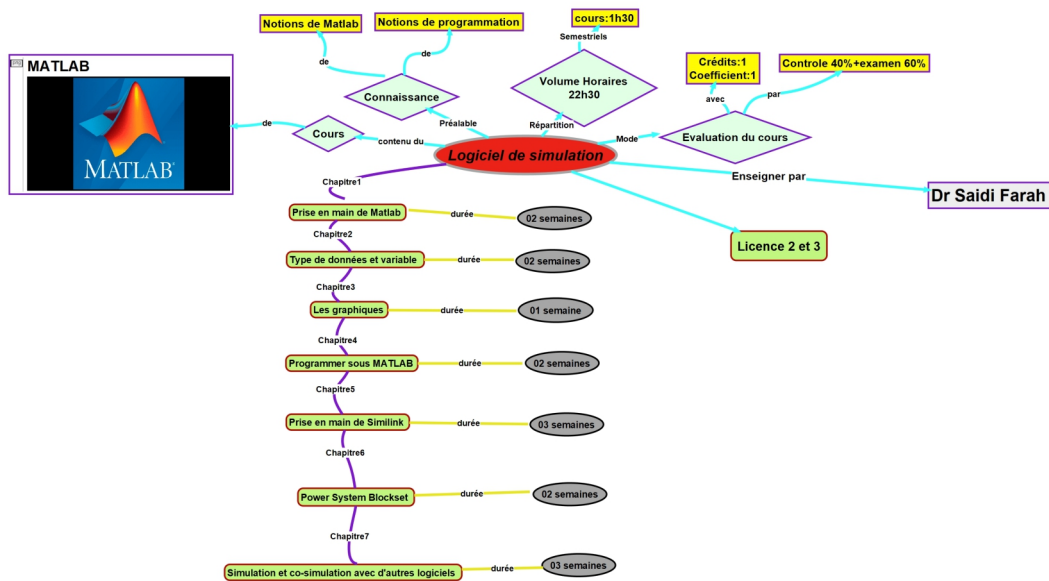 Notions de Matlab
Notions de programmation
cours:1h30
Semestriels
de
de
MATLAB
MATLAB
Crédits:1
Coefficient:1
Controle 40%+examen 60%
avec
par
Connaissance
Volume Horaires
22h30
de
Cours
Préalable
Répartition
contenu du
Mode
Evaluation du cours
Logiciel de simulation
Enseigner par
Dr Saidi Farah
Licence 2 et 3
Chapitre1
Prise en main de Matlab
durée
02 semaines
Chapitre2
Type de données et variable
durée
02 semaines
Chapitre3
Les graphiques
durée
01 semaine
Chapitre4
Programmer sous MATLAB
durée
02 semaines
Chapitre5
Prise en main de Similink
durée
03 semaines
Chapitre6
Power System Blockset
durée
02 semaines
Chapitre7
Simulation et co-simulation avec d'autres logiciels
durée
03 semaines